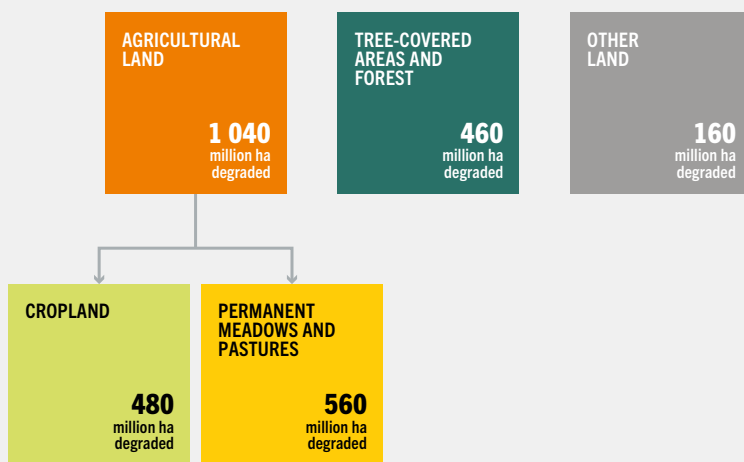 AGRICULTURAL
LAND
1 040
million ha
degraded
TREE-COVERED
AREAS AND
FOREST
460
million ha
degraded
OTHER
LAND
160
million ha
degraded
CROPLAND
480
million ha
degraded
PERMANENT
MEADOWS AND
PASTURES
560
million ha
degraded